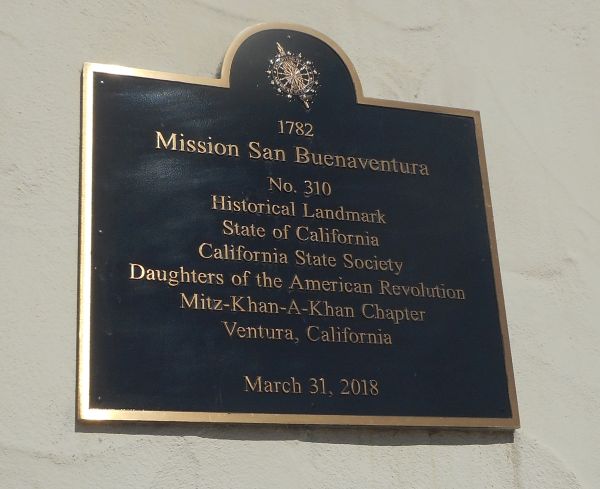 1782
Mission San Buenaventura
No. 310
Historical Landmark
State of California
California State Society
Daughters of the American Revolution
Mitz-Khan-A-Khan Chapter
Ventura, California
March 31, 2018